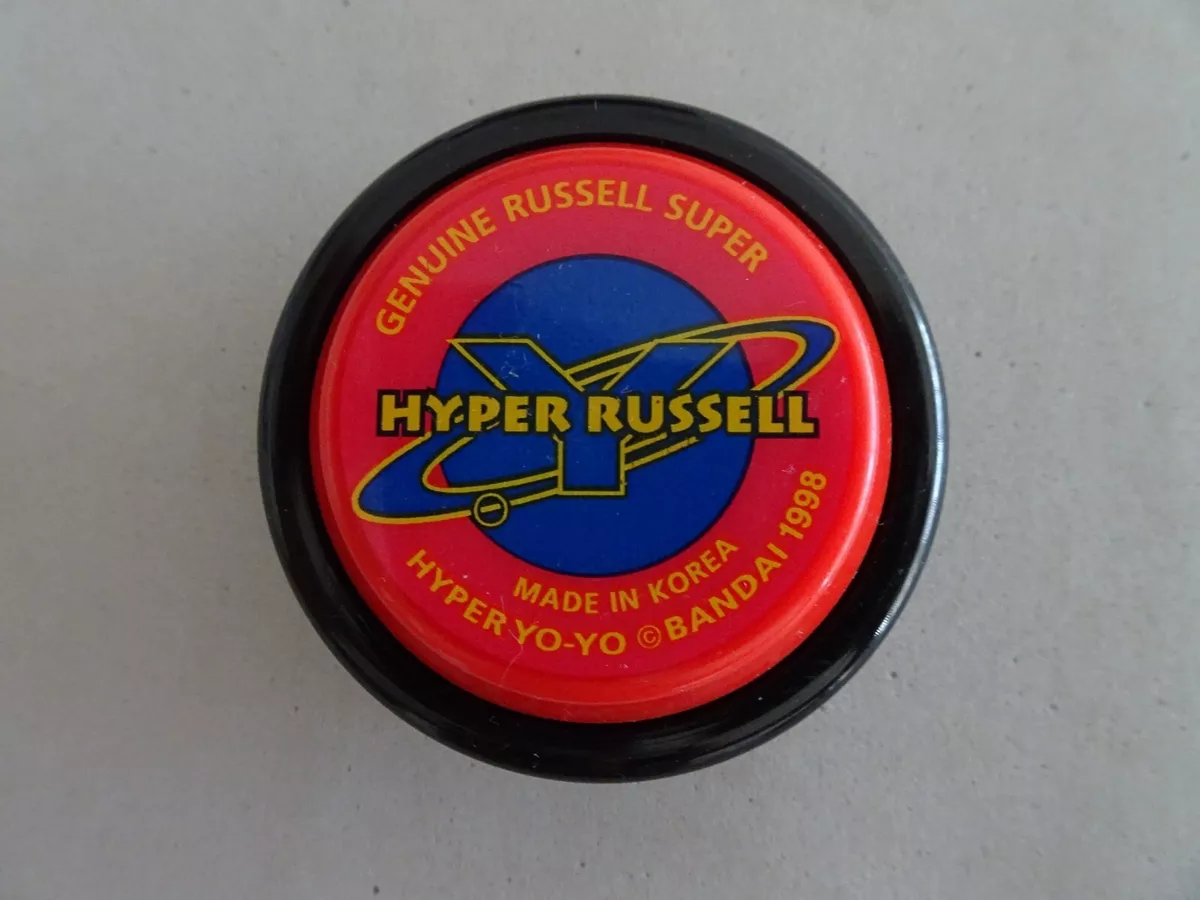 GENUINE RUSSELL SUPER
Y
HYPER RUSSELL
MADE IN KOREA
HYPER YO-YO © BANDAI 1998